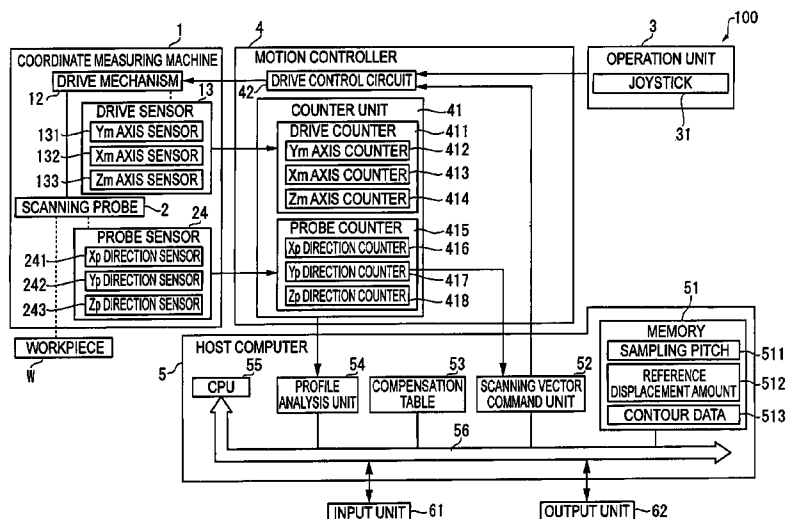 100
1
COORDINATE MEASURING MACHINE
DRIVE MECHANISM
12
13
DRIVE SENSOR
131
Ym AXIS SENSOR
132
Xm AXIS SENSOR
133
Zm AXIS SENSOR
SCANNING PROBE
2
24
PROBE SENSOR
241
Xp DIRECTION SENSOR
242
Yp DIRECTION SENSOR
243
Zp DIRECTION SENSOR
WORKPIECE
W
4
MOTION CONTROLLER
DRIVE CONTROL CIRCUIT
42
COUNTER UNIT
41
DRIVE COUNTER
411
Ym AXIS COUNTER
412
Xm AXIS COUNTER
413
Zm AXIS COUNTER
414
PROBE COUNTER
415
Xp DIRECTION COUNTER
416
Yp DIRECTION COUNTER
417
Zp DIRECTION COUNTER
418
3
OPERATION UNIT
JOYSTICK
31
5
HOST COMPUTER
CPU
55
54
PROFILE
ANALYSIS UNIT
53
COMPENSATION
TABLE
52
SCANNING VECTOR
COMMAND UNIT
51
MEMORY
SAMPLING PITCH
511
REFERENCE
DISPLACEMENT AMOUNT
512
CONTOUR DATA
513
56
INPUT UNIT
61
OUTPUT UNIT
62